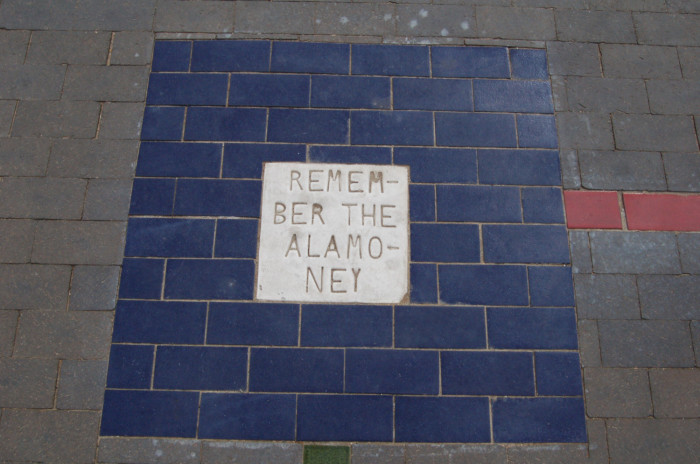 REMEM-
BER THE
ALAMO-
NEY